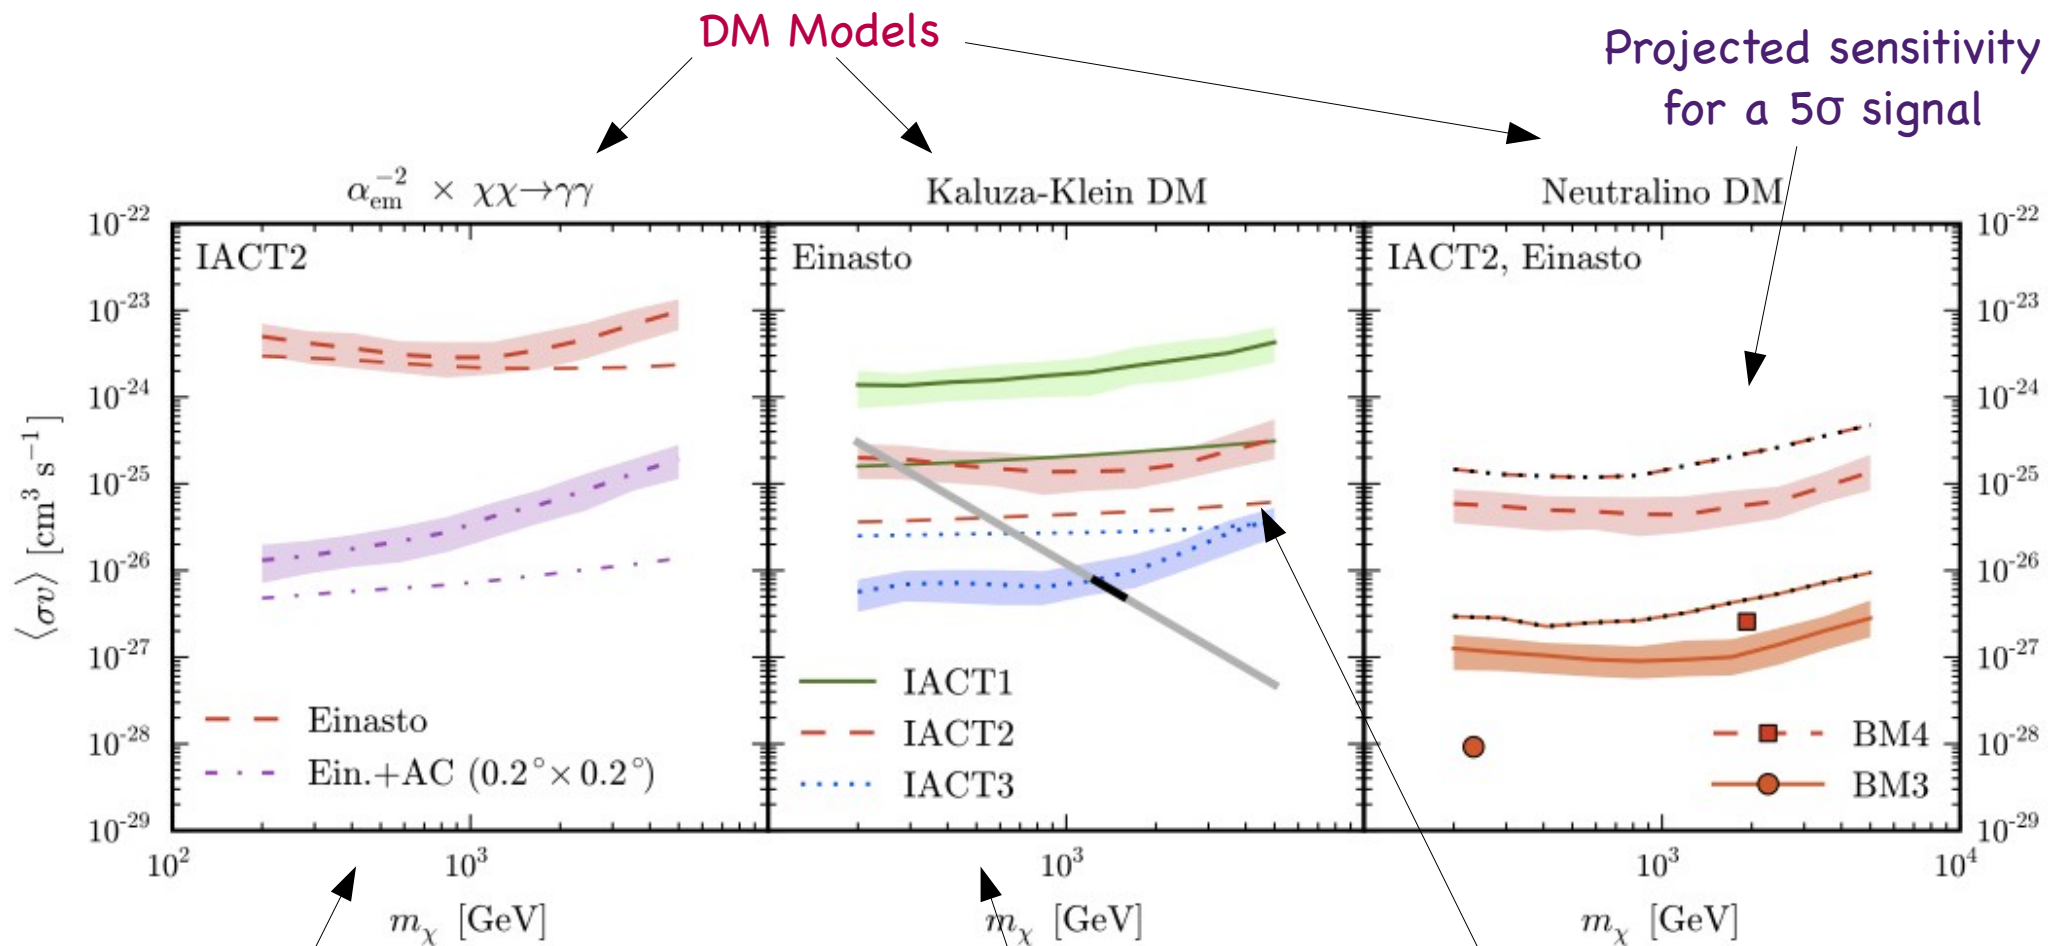 DM Models
Projected sensitivity
for a 5σ signal
α_em^{-2} × χχ→γγ
Kaluza-Klein DM
Neutralino DM
10^{-22}
10^{-23}
10^{-24}
10^{-25}
10^{-26}
10^{-27}
10^{-28}
10^{-29}
⟨σv⟩ [cm^3 s^{-1}]
IACT2
Einasto
Ein.+AC (0.2°×0.2°)
Einasto
IACT1
IACT2
IACT3
IACT2, Einasto
BM4
BM3
10^{-22}
10^{-23}
10^{-24}
10^{-25}
10^{-26}
10^{-27}
10^{-28}
10^{-29}
10^2 10^3 10^3 10^3 10^4
m_χ [GeV] m_χ [GeV] m_χ [GeV]